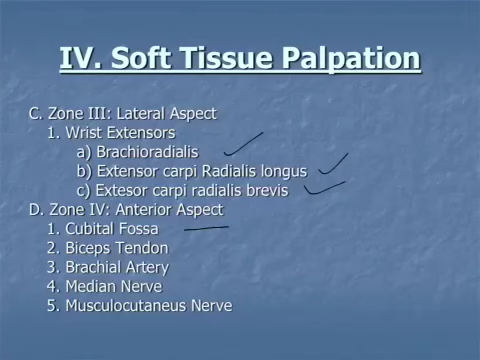 IV. Soft Tissue Palpation
C. Zone III: Lateral Aspect
1. Wrist Extensors
a) Brachioradialis
b) Extensor carpi Radialis longus
c) Extesor carpi radialis brevis
D. Zone IV: Anterior Aspect
1. Cubital Fossa
2. Biceps Tendon
3. Brachial Artery
4. Median Nerve
5. Musculocutaneus Nerve